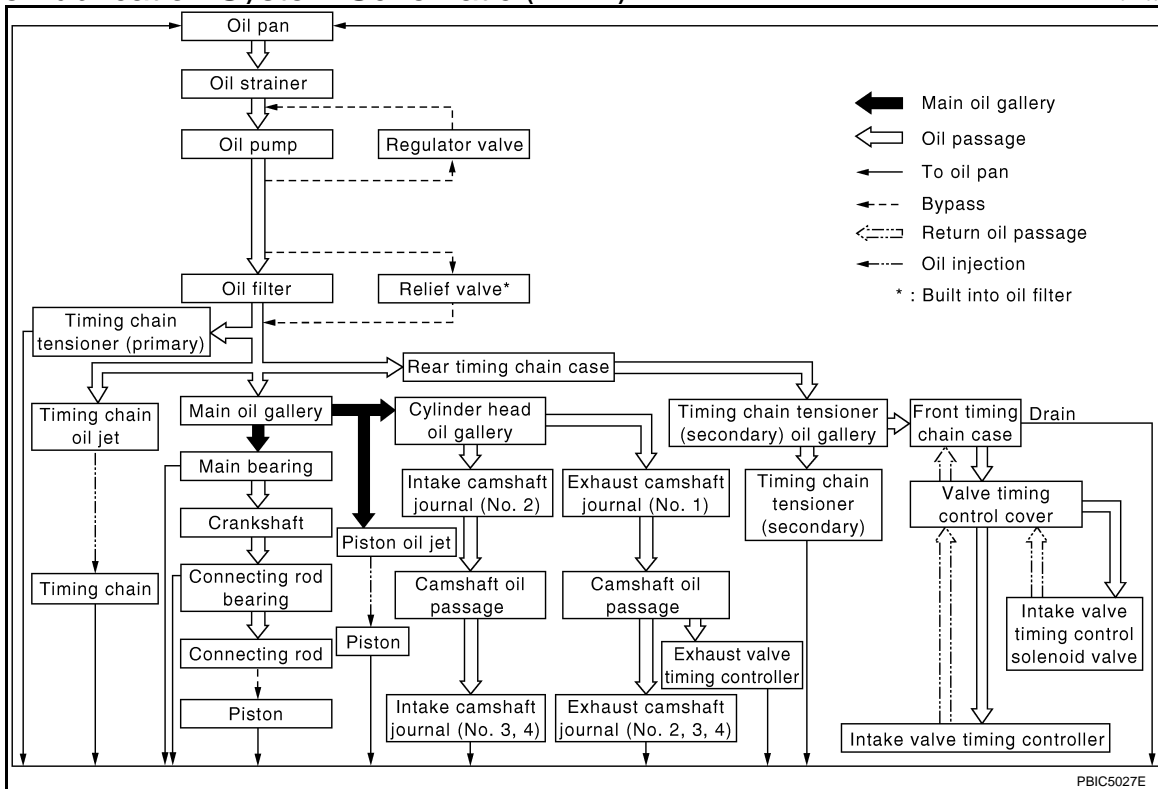 Oil pan
Oil strainer
Oil pump
Regulator valve
Oil filter
Relief valve*
Main oil gallery
Oil passage
To oil pan
Bypass
Return oil passage
Oil injection
* : Built into oil filter
Timing chain
tensioner (primary)
Rear timing chain case
Timing chain
oil jet
Main oil gallery
Cylinder head
oil gallery
Timing chain tensioner
(secondary) oil gallery
Front timing
chain case
Drain
Main bearing
Intake camshaft
journal (No. 2)
Exhaust camshaft
journal (No. 1)
Timing chain
tensioner
(secondary)
Valve timing
control cover
Crankshaft
Piston oil jet
Timing chain
Connecting rod
bearing
Camshaft oil
passage
Camshaft oil
passage
Intake valve
timing control
solenoid valve
Connecting rod
Piston
Exhaust valve
timing controller
Piston
Intake camshaft
journal (No. 3, 4)
Exhaust camshaft
journal (No. 2, 3, 4)
Intake valve timing controller
PBIC5027E